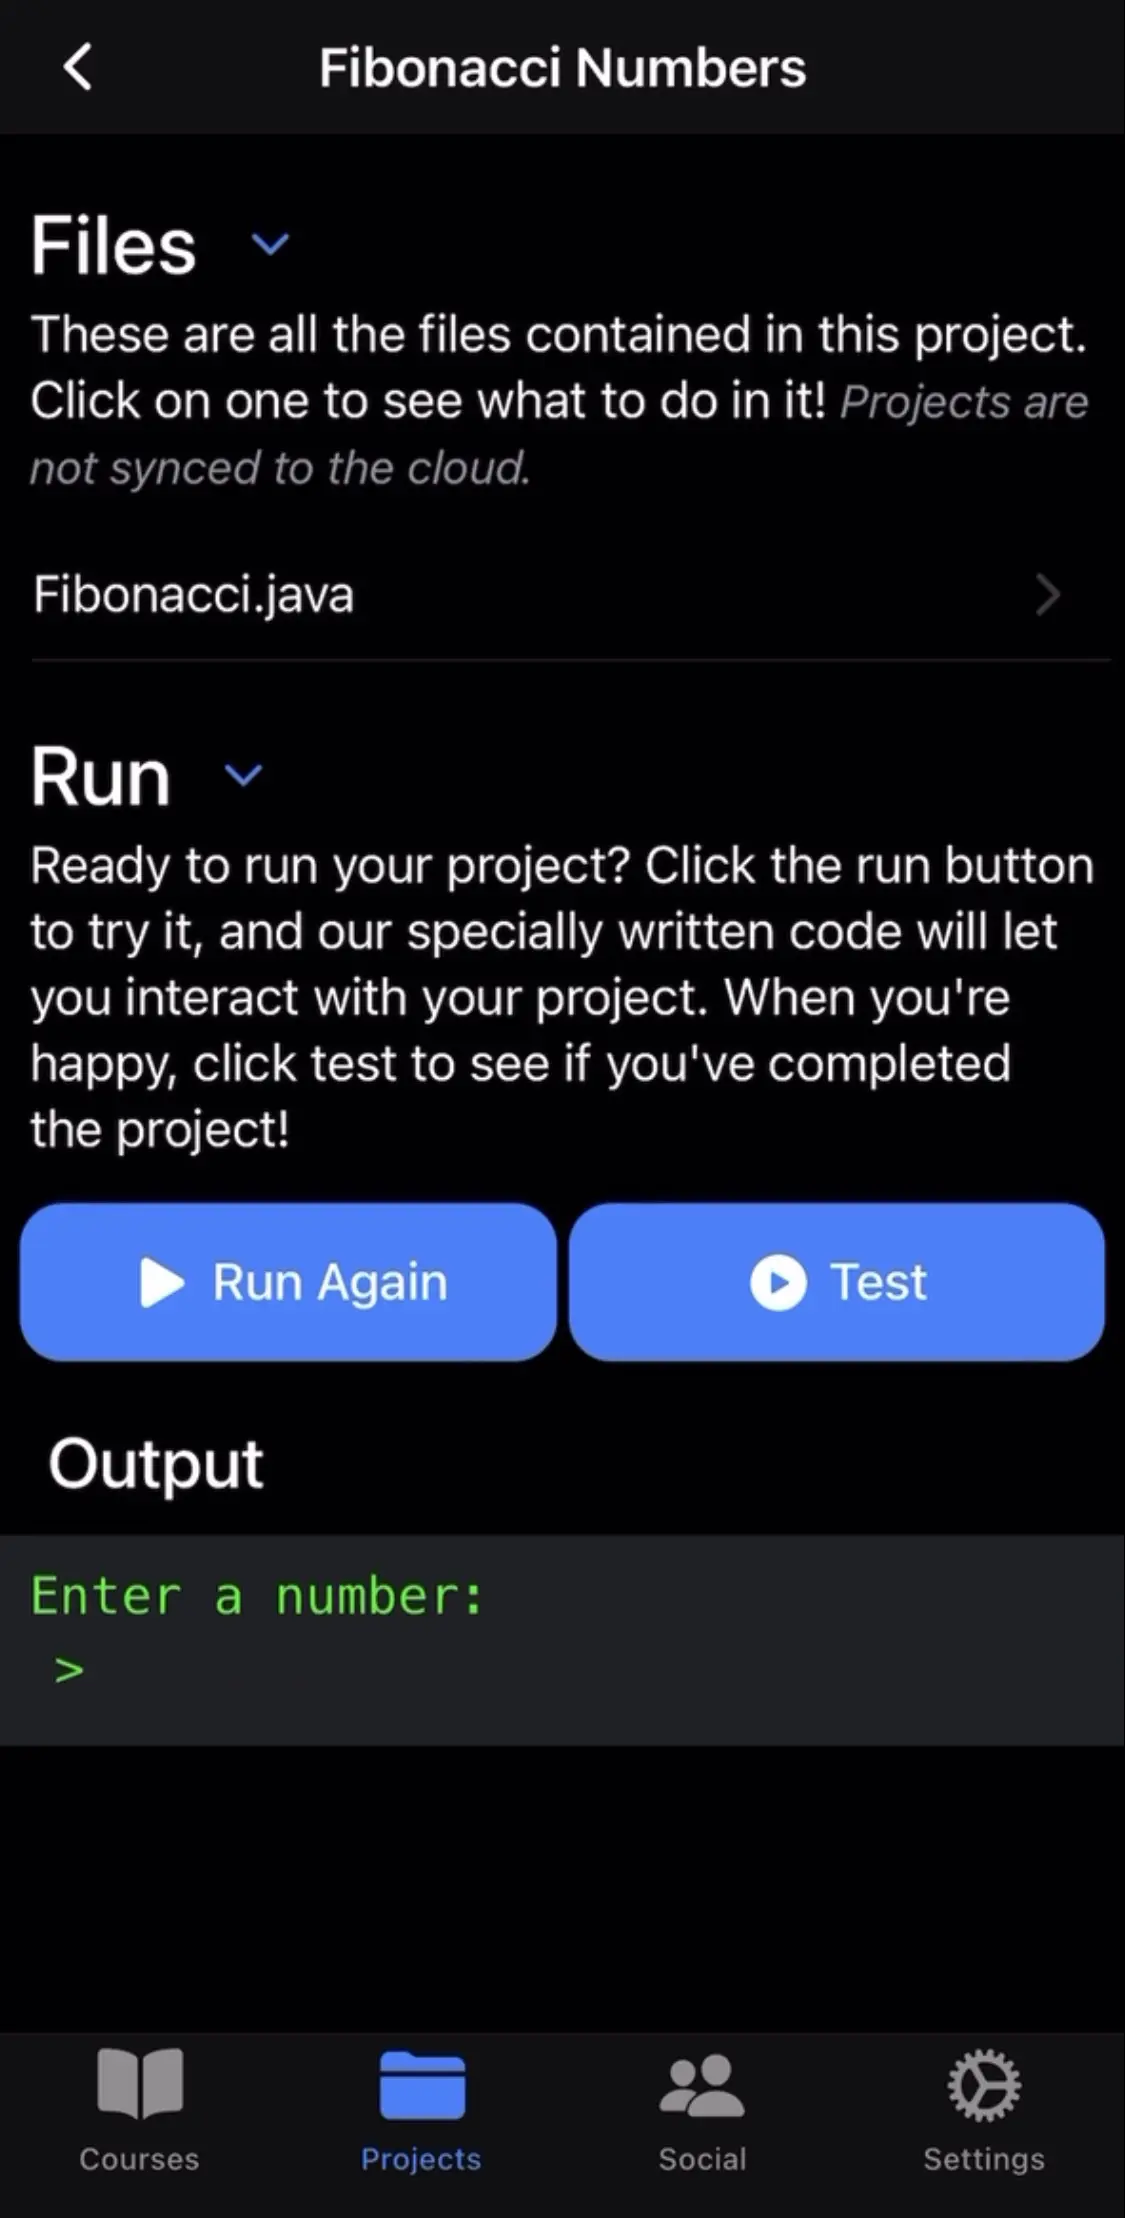 Fibonacci Numbers
Files
These are all the files contained in this project.
Click on one to see what to do in it! Projects are
not synced to the cloud.
Fibonacci.java
Run
Ready to run your project? Click the run button
to try it, and our specially written code will let
you interact with your project. When you're
happy, click test to see if you've completed
the project!
Run Again
Test
Output
Enter a number:
>
Courses
Projects
Social
Settings